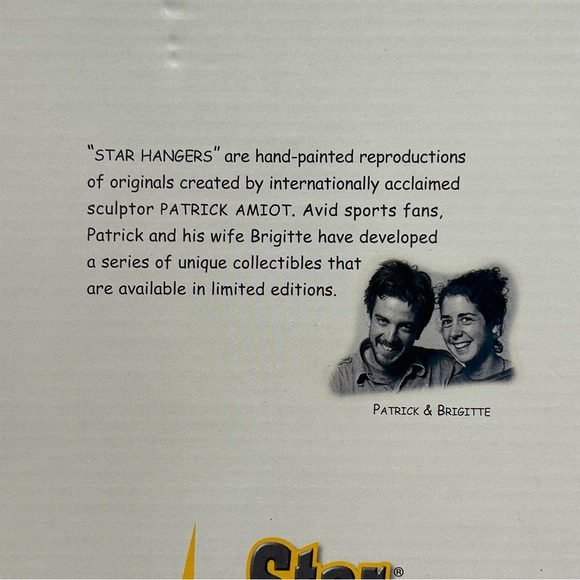 "STAR HANGERS" are hand-painted reproductions
of originals created by internationally acclaimed
sculptor PATRICK AMIOT. Avid sports fans,
Patrick and his wife Brigitte have developed
a series of unique collectibles that
are available in limited editions.
PATRICK & BRIGITTE
Star®